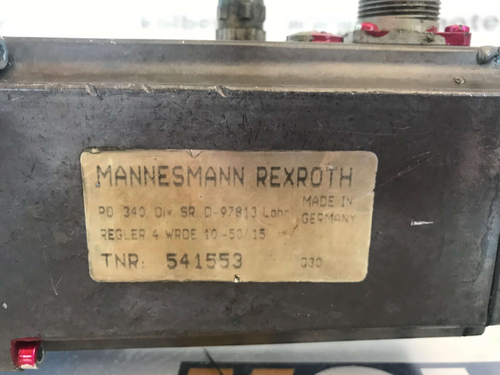 MANNESMANN REXROTH
PO 340 Div SR. D-97813 Lohr
MADE IN
GERMANY
REGLER 4 WRDE 10-50/15
TNR: 541553
G30